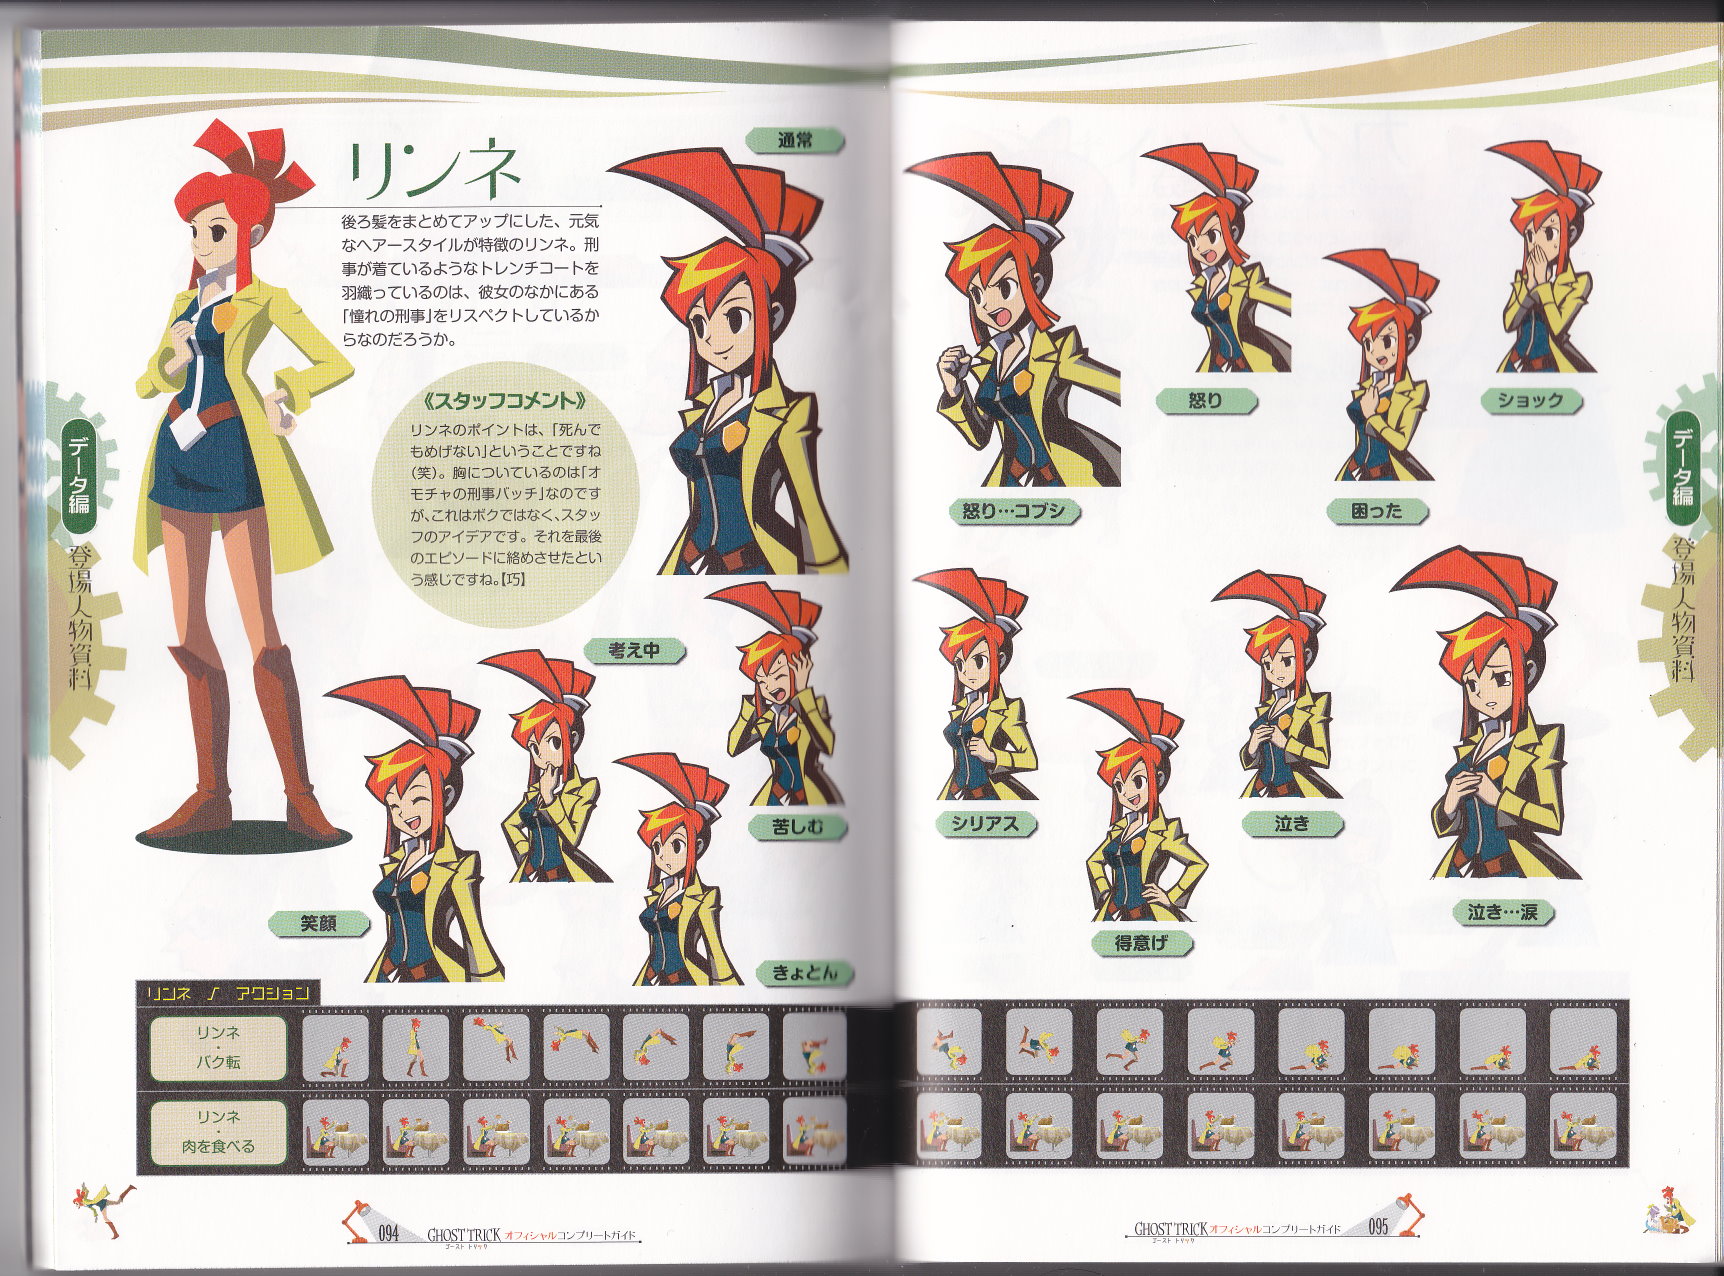 リンネ
後ろ髪をまとめてアップにした、元気
なヘアースタイルが特徴のリンネ。刑
事が着ているようなトレンチコートを
羽織っているのは、彼女のなかにある
「憧れの刑事」をリスペクトしているか
らなのだろうか。
《スタッフコメント》
リンネのポイントは、「死んで
もめげない」ということですね
(笑)。胸についているのは「オ
モチャの刑事バッチ」なのです
が、これはボクではなく、スタッ
フのアイデアです。それを最後
のエピソードに絡めさせたとい
う感じですね。【巧】
データ編
登場人物資料
通常
考え中
苦しむ
笑顔
きょとん
怒り…コブシ
怒り
困った
ショック
シリアス
得意げ
泣き
泣き…涙
データ編
登場人物資料
リンネ / アクション
リンネ
・
バク転
リンネ
・
肉を食べる
094 GHOST TRICK オフィシャルコンプリートガイド
ゴースト トリック
GHOST TRICK オフィシャルコンプリートガイド 095
ゴースト トリック